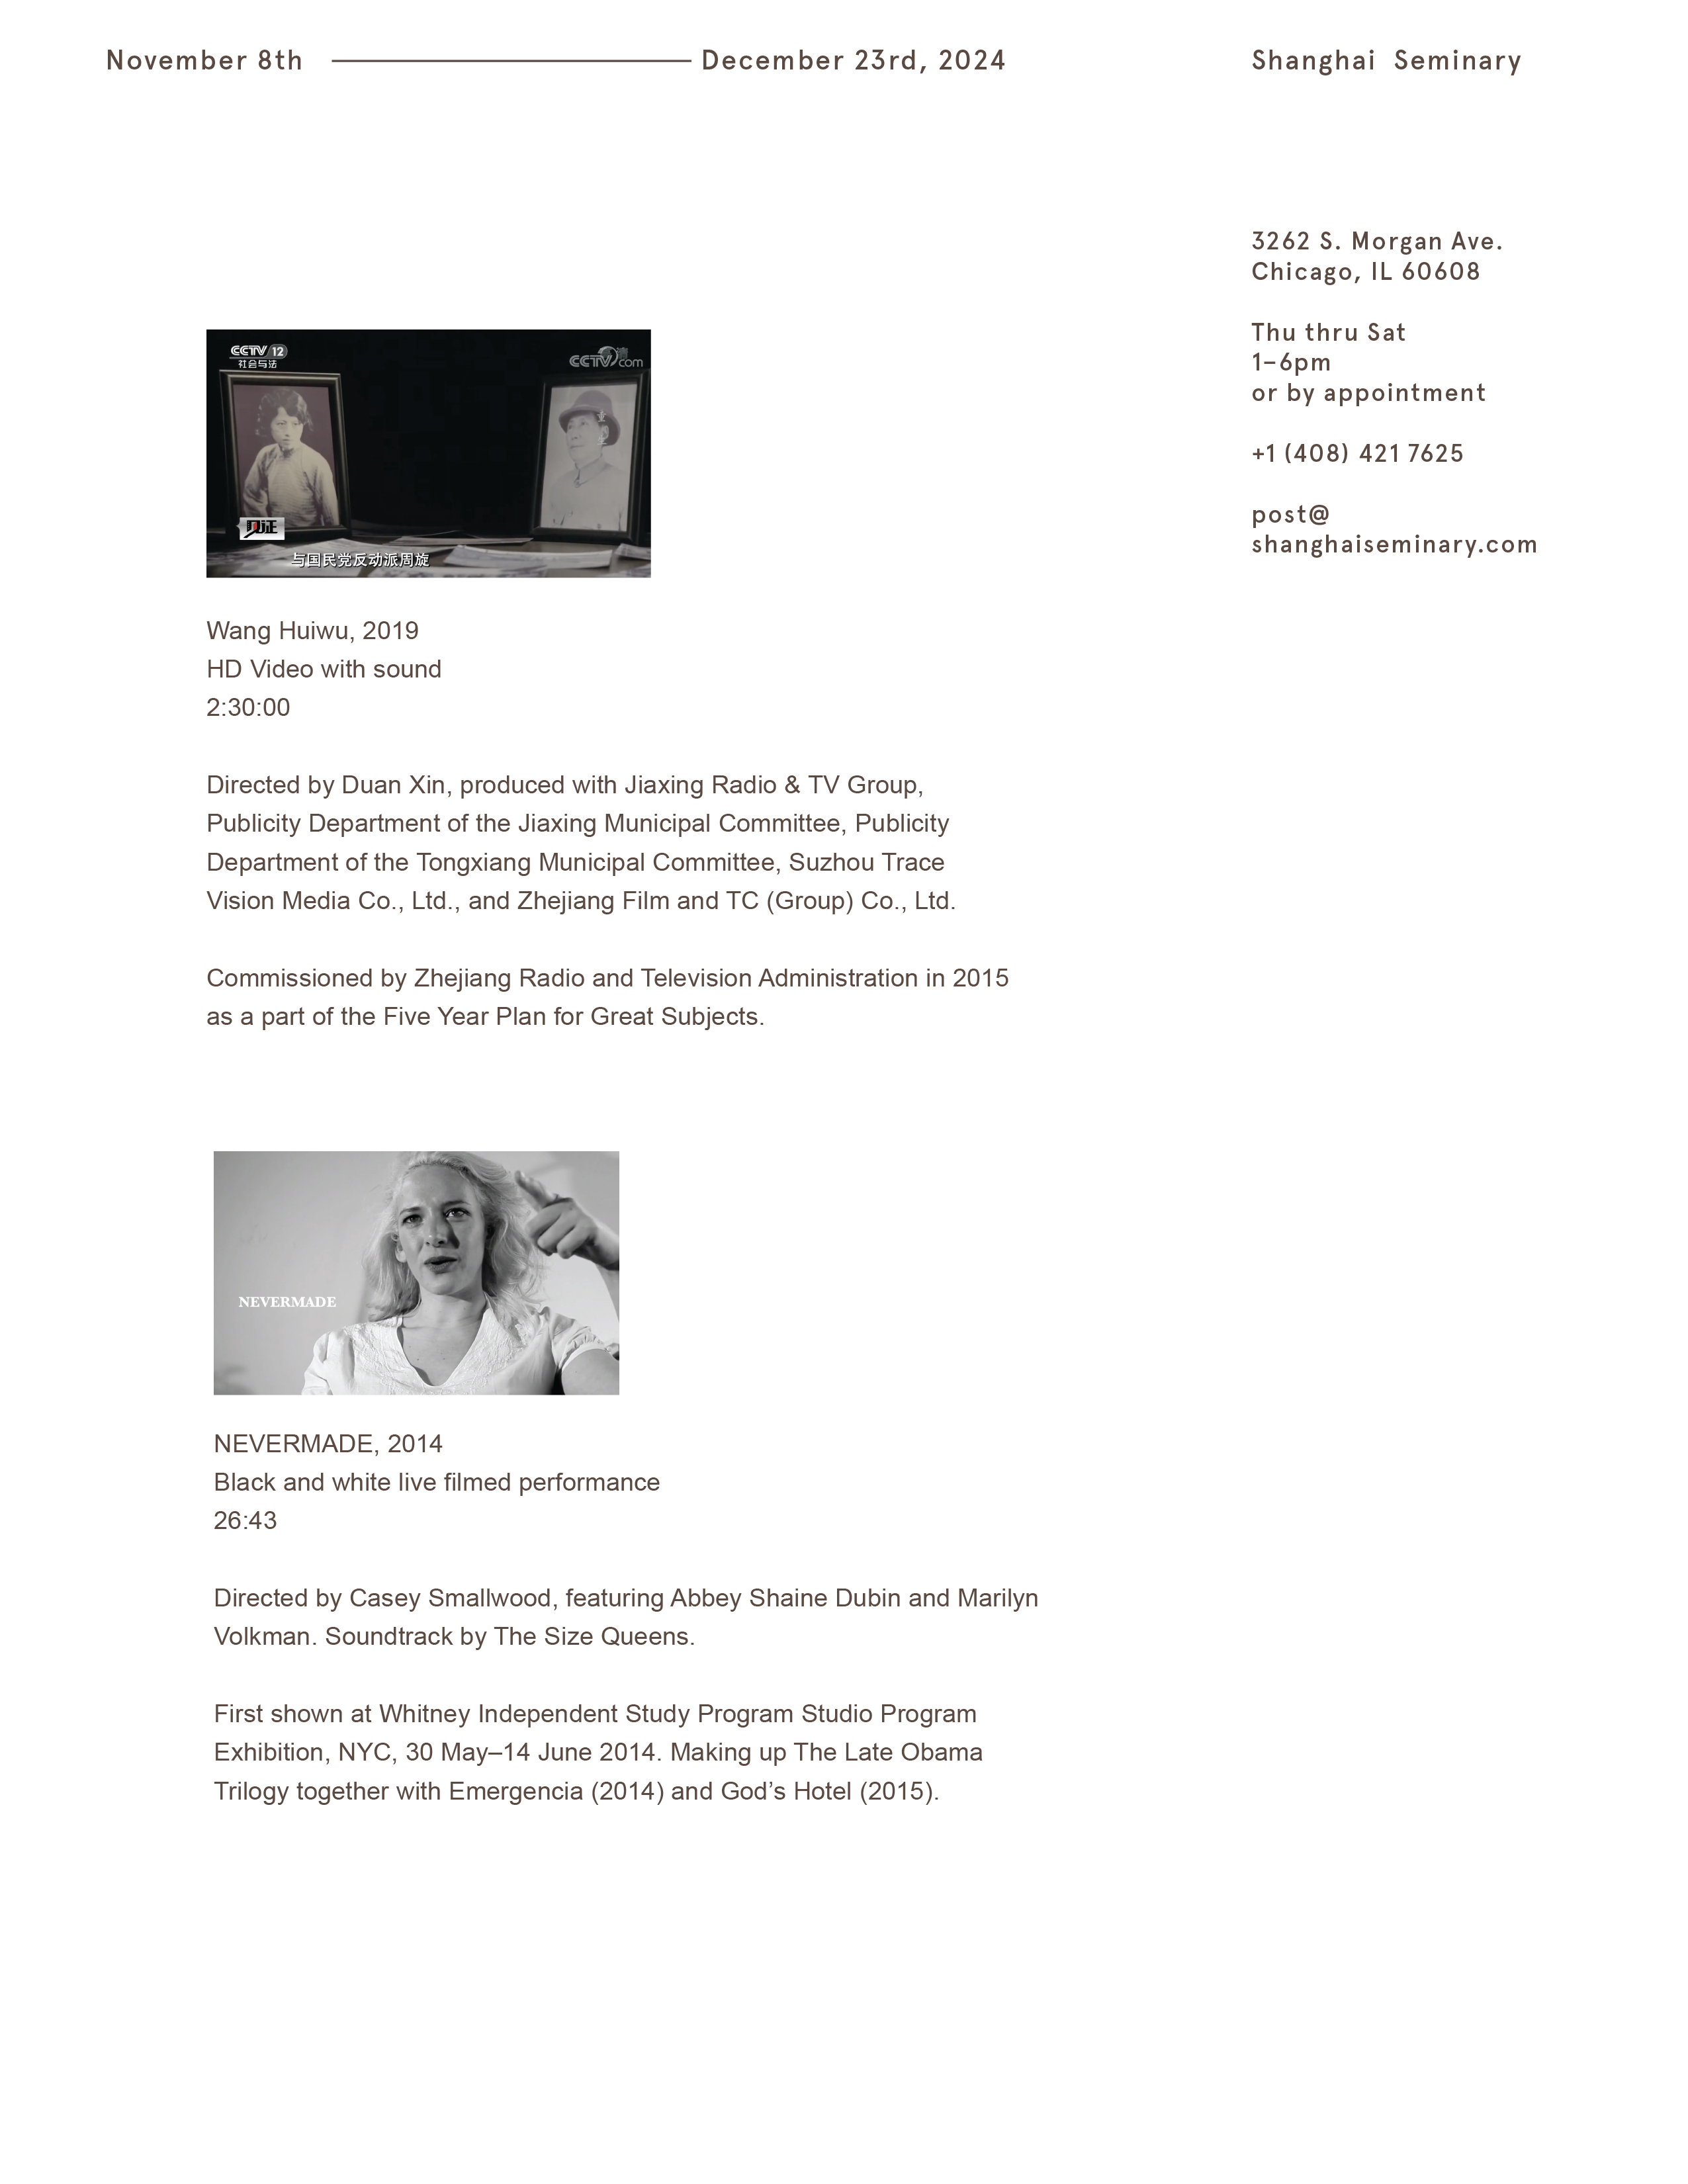 November 8th
December 23rd, 2024
Shanghai Seminary
3262 S. Morgan Ave.
Chicago, IL 60608
Thu thru Sat
1–6pm
or by appointment
+1 (408) 421 7625
post@
shanghaiseminary.com
CCTV 12
社会与法
CCTV.com
见证
与国民党反动派周旋
Wang Huiwu, 2019
HD Video with sound
2:30:00
Directed by Duan Xin, produced with Jiaxing Radio & TV Group,
Publicity Department of the Jiaxing Municipal Committee, Publicity
Department of the Tongxiang Municipal Committee, Suzhou Trace
Vision Media Co., Ltd., and Zhejiang Film and TC (Group) Co., Ltd.
Commissioned by Zhejiang Radio and Television Administration in 2015
as a part of the Five Year Plan for Great Subjects.
NEVERMADE
NEVERMADE, 2014
Black and white live filmed performance
26:43
Directed by Casey Smallwood, featuring Abbey Shaine Dubin and Marilyn
Volkman. Soundtrack by The Size Queens.
First shown at Whitney Independent Study Program Studio Program
Exhibition, NYC, 30 May–14 June 2014. Making up The Late Obama
Trilogy together with Emergencia (2014) and God’s Hotel (2015).